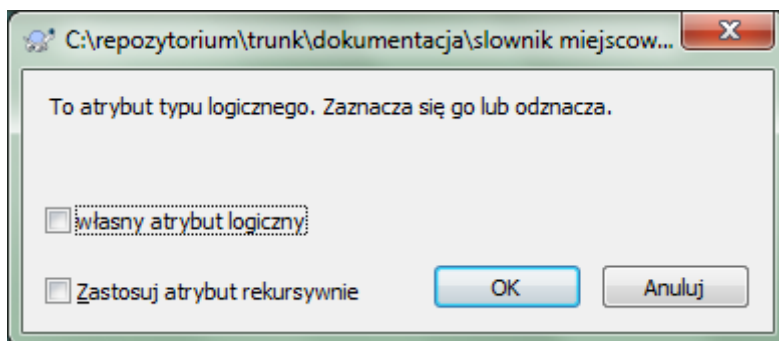 C:\repozytorium\trunk\dokumentacja\slownik miejscow...
To atrybut typu logicznego. Zaznacza się go lub odznacza.
własny atrybut logiczny
Zastosuj atrybut rekursywnie
OK
Anuluj